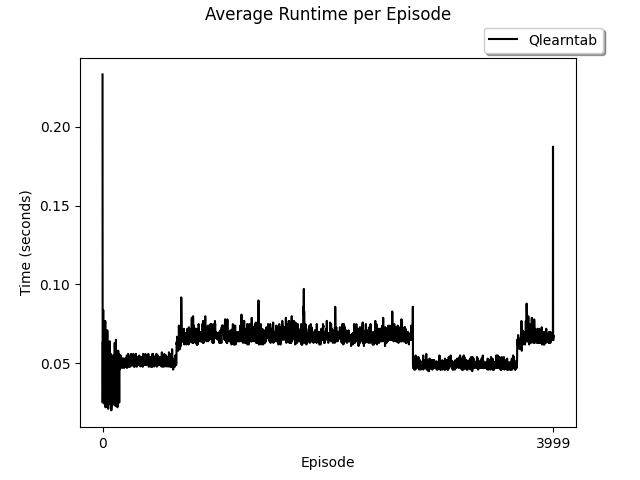 Average Runtime per Episode
Qlearntab
0.20
0.15
0.10
0.05
Time (seconds)
0 3999
Episode